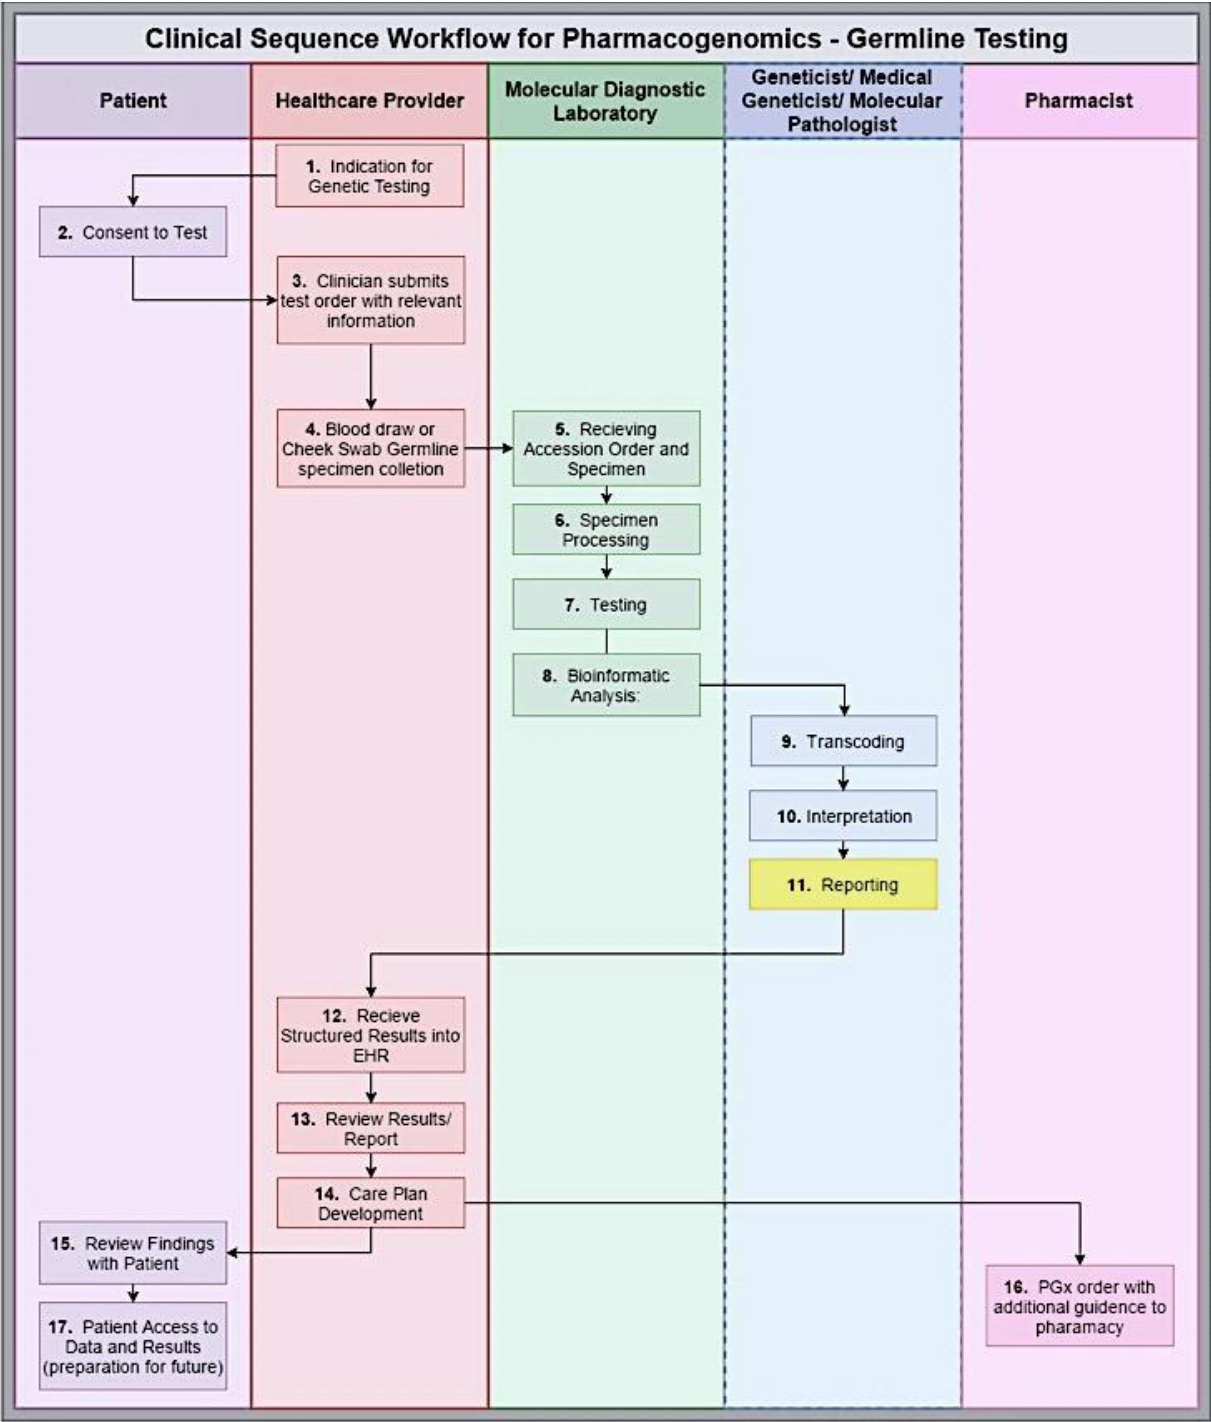 Clinical Sequence Workflow for Pharmacogenomics - Germline Testing
Patient
Healthcare Provider
Molecular Diagnostic
Laboratory
Geneticist/ Medical
Geneticist/ Molecular
Pathologist
Pharmacist
1. Indication for
Genetic Testing
2. Consent to Test
3. Clinician submits
test order with relevant
information
4. Blood draw or
Cheek Swab Germline
specimen colletion
5. Recieving
Accession Order and
Specimen
6. Specimen
Processing
7. Testing
8. Bioinformatic
Analysis:
9. Transcoding
10. Interpretation
11. Reporting
12. Recieve
Structured Results into
EHR
13. Review Results/
Report
14. Care Plan
Development
15. Review Findings
with Patient
16. PGx order with
additional guidence to
pharamacy
17. Patient Access to
Data and Results
(preparation for future)